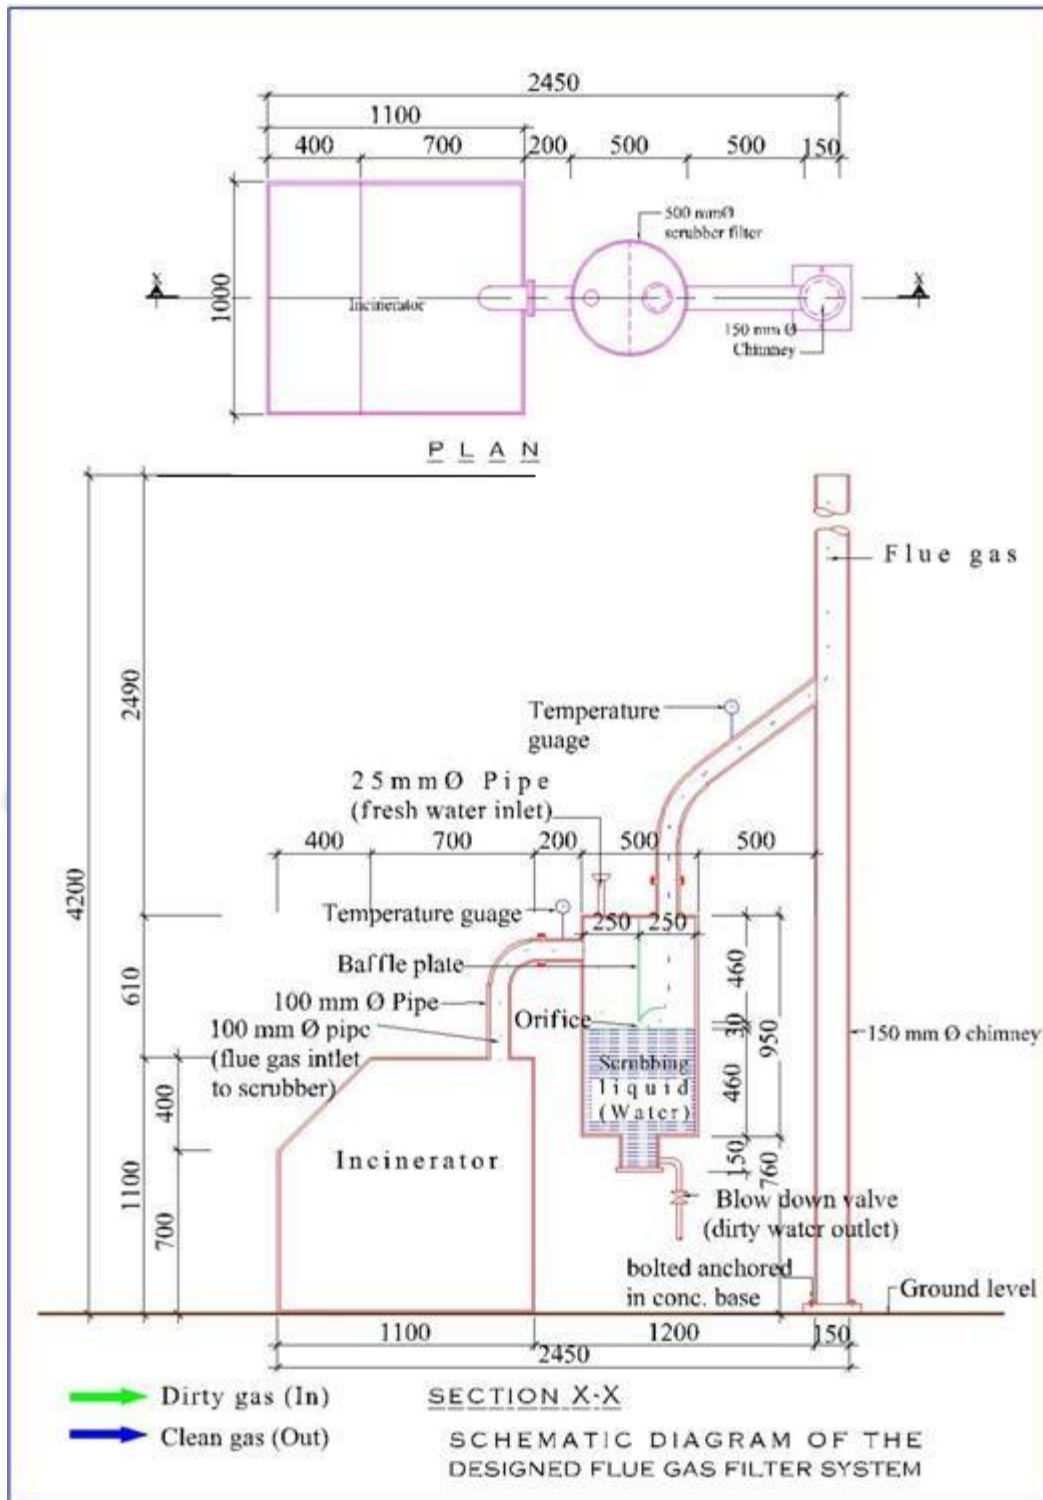 2450
1100
400 700 200 500 500 150
500 mmØ
scrubber filter
X X
1000
Incinerator
150 mm Ø
Chimney
PLAN
Flue gas
2490
Temperature
guage
25mmØ Pipe
(fresh water inlet)
400 700 200 500 500
4200
Temperature guage
250 250
Baffle plate
460
610
100 mm Ø Pipe
Orifice
30
950
150 mm Ø chimney
100 mm Ø pipe
(flue gas intlet
to scrubber)
Scrubbing
liquid
(Water)
460
400
Incinerator
150
760
1100
700
Blow down valve
(dirty water outlet)
bolted anchored
in conc. base
Ground level
1100 1200 150
2450
Dirty gas (In)
Clean gas (Out)
SECTION X-X
SCHEMATIC DIAGRAM OF THE
DESIGNED FLUE GAS FILTER SYSTEM